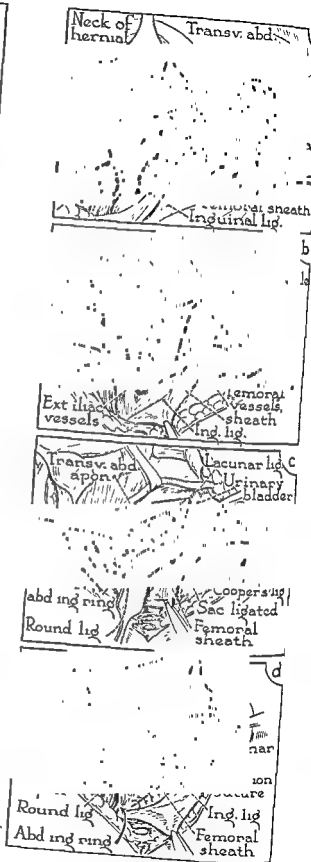 Neck of
hernia
Transv. abd.
sheath
Inguinal lig.
b
Ext iliac
vessels
femoral
vessels,
sheath
Ing. lig.
c
Transv. abd.
apon.
Lacunar lig
Urinary
bladder
abd ing ring
Round lig
Cooper's lig
Sac ligated
Femoral
sheath
d
Round lig
Abd ing ring
Ing. lig
Femoral
sheath